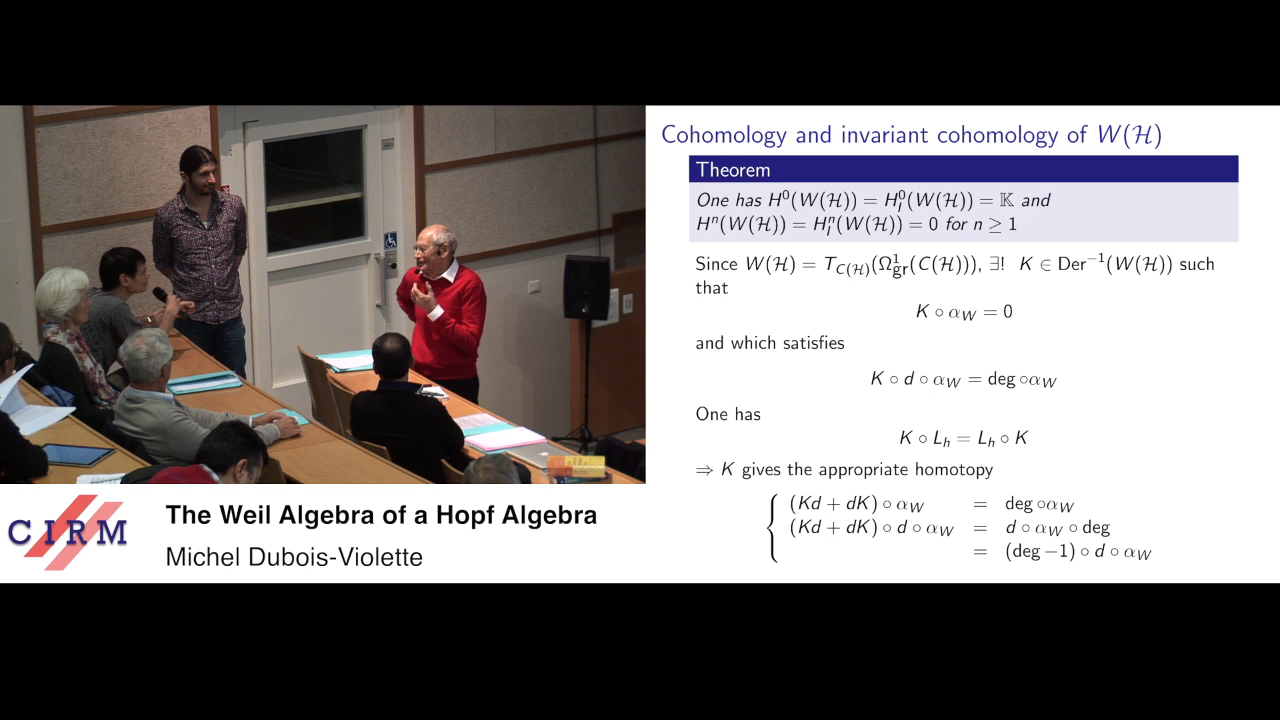 Cohomology and invariant cohomology of W(ℋ)
Theorem
One has H⁰(W(ℋ)) = H_I⁰(W(ℋ)) = 𝕂 and
Hⁿ(W(ℋ)) = H_Iⁿ(W(ℋ)) = 0 for n ≥ 1
Since W(ℋ) = T_{C(ℋ)}(Ω¹_gr(C(ℋ))), ∃! K ∈ Der⁻¹(W(ℋ)) such
that
K ∘ α_W = 0
and which satisfies
K ∘ d ∘ α_W = deg ∘α_W
One has
K ∘ L_h = L_h ∘ K
⇒ K gives the appropriate homotopy
(Kd + dK) ∘ α_W = deg ∘α_W
(Kd + dK) ∘ d ∘ α_W = d ∘ α_W ∘ deg
= (deg −1) ∘ d ∘ α_W
CIRM
The Weil Algebra of a Hopf Algebra
Michel Dubois-Violette